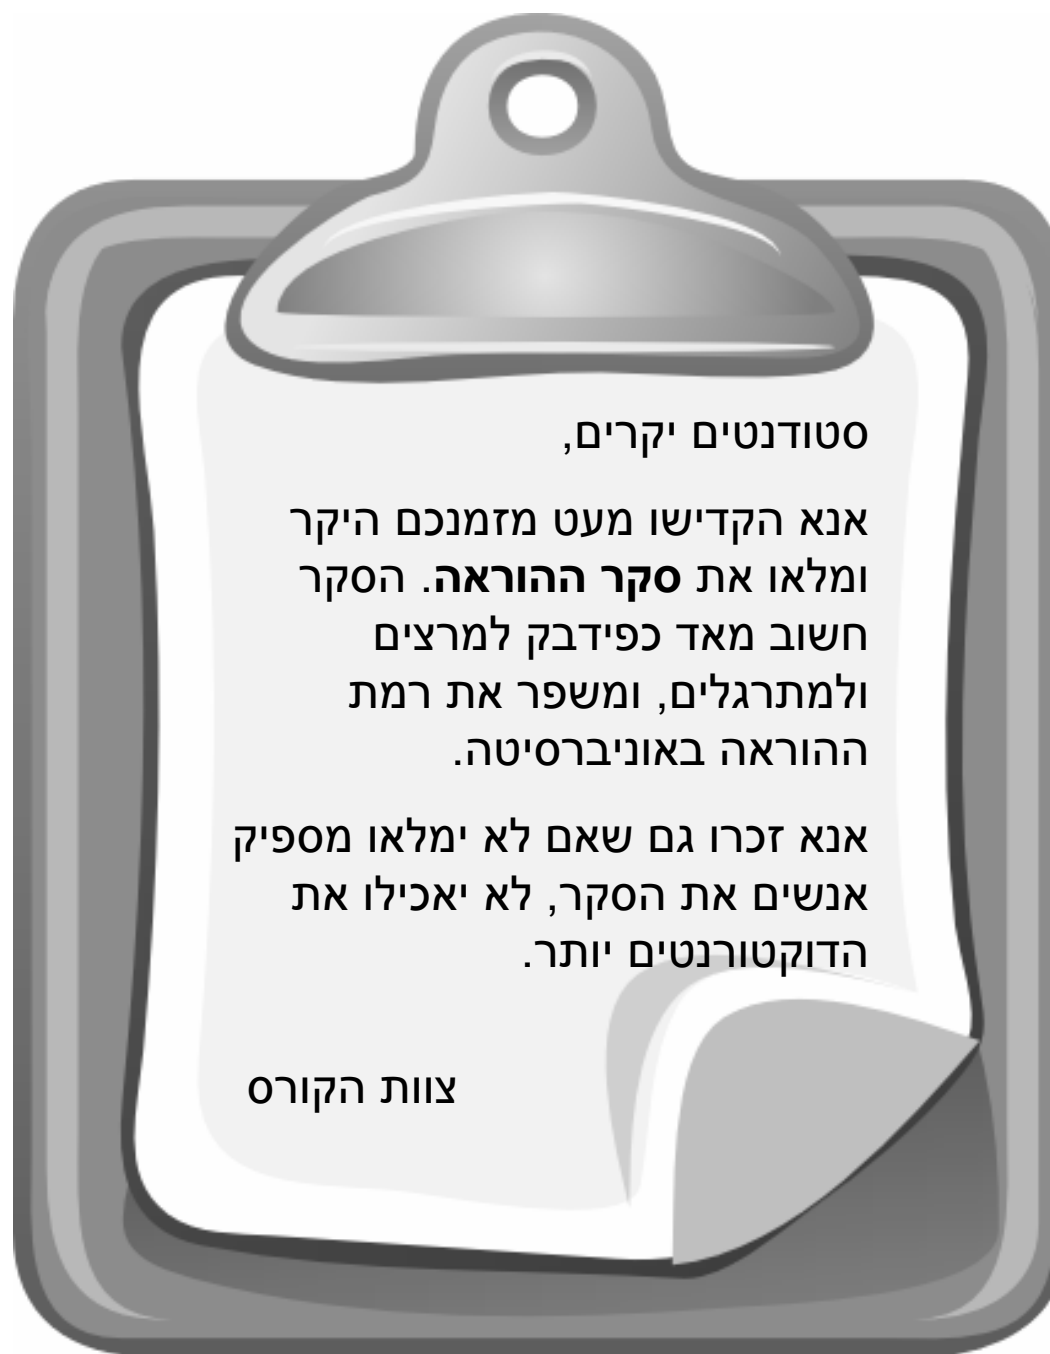 סטודנטים יקרים,
אנא הקדישו מעט מזמנכם היקר
ומלאו את סקר ההוראה. הסקר
חשוב מאד כפידבק למרצים
ולמתרגלים, ומשפר את רמת
ההוראה באוניברסיטה.
אנא זכרו גם שאם לא ימלאו מספיק
אנשים את הסקר, לא יאכילו את
הדוקטורנטים יותר.
צוות הקורס